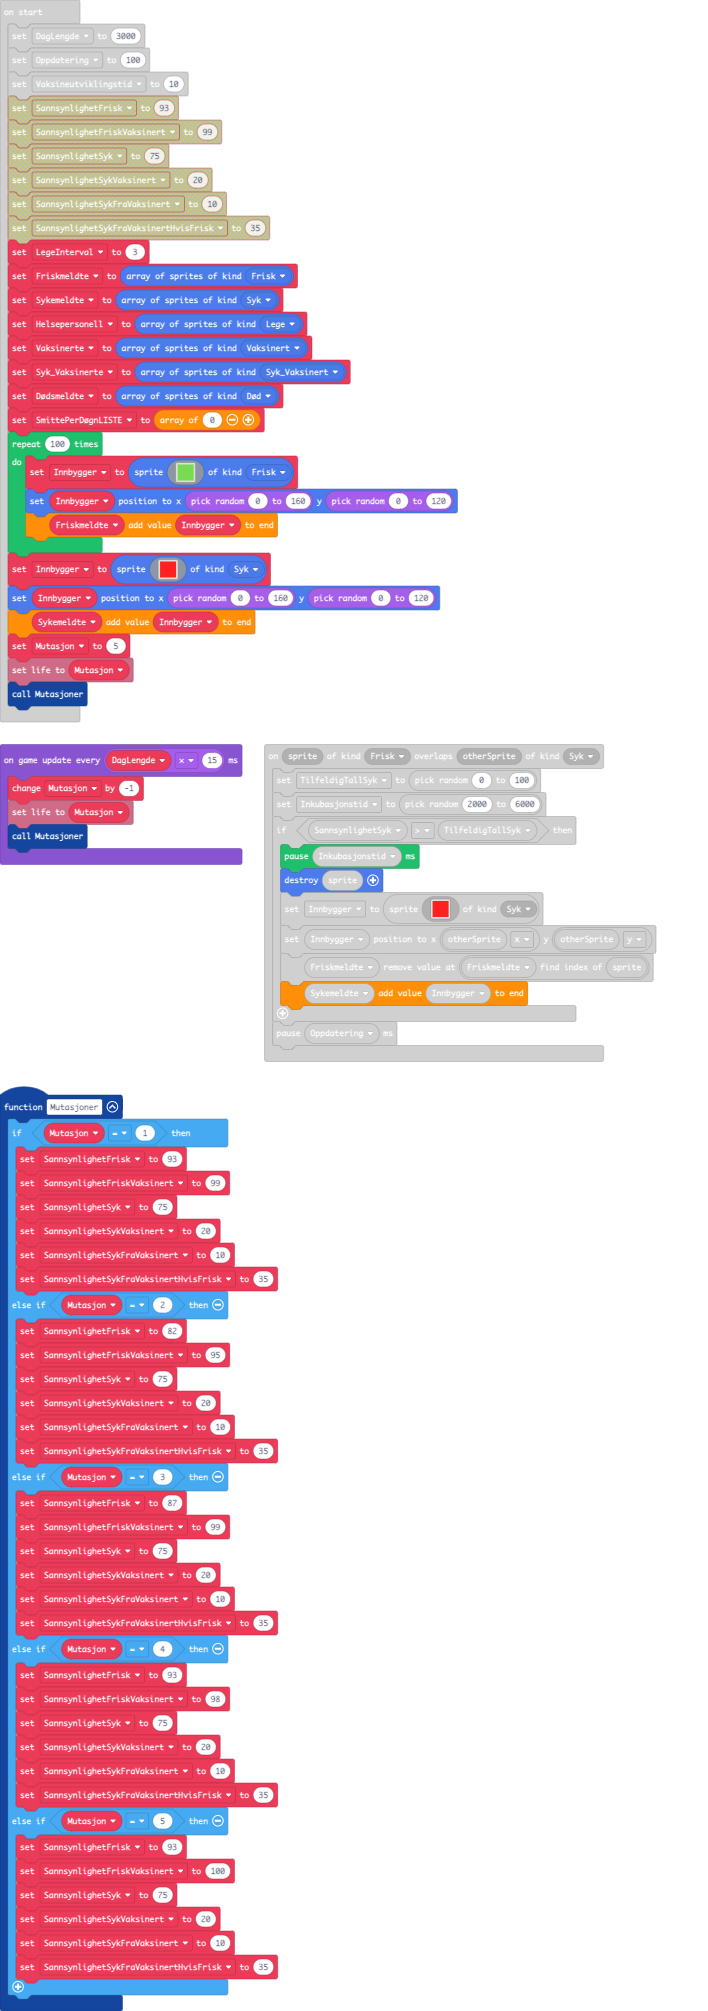 on start
set DagLengde to 3000
set Oppdatering to 100
set Vaksineutviklingstid to 10
set SannsynlighetFrisk to 93
set SannsynlighetFriskVaksinert to 99
set SannsynlighetSyk to 75
set SannsynlighetSykVaksinert to 20
set SannsynlighetSykFraVaksinert to 10
set SannsynlighetSykFraVaksinertHvisFrisk to 35
set LegeInterval to 3
set Friskmeldte to array of sprites of kind Frisk
set Sykemeldte to array of sprites of kind Syk
set Helsepersonell to array of sprites of kind Lege
set Vaksinerte to array of sprites of kind Vaksinert
set Syk_Vaksinerte to array of sprites of kind Syk_Vaksinert
set Dødsmeldte to array of sprites of kind Død
set SmittePerDøgnLISTE to array of 0
repeat 100 times
do
set Innbygger to sprite of kind Frisk
set Innbygger position to x pick random 0 to 160 y pick random 0 to 120
Friskmeldte add value Innbygger to end
set Innbygger to sprite of kind Syk
set Innbygger position to x pick random 0 to 160 y pick random 0 to 120
Sykemeldte add value Innbygger to end
set Mutasjon to 5
set life to Mutasjon
call Mutasjoner
on game update every DagLengde × 15 ms
change Mutasjon by -1
set life to Mutasjon
call Mutasjoner
on sprite of kind Frisk overlaps otherSprite of kind Syk
set TilfeldigTallSyk to pick random 0 to 100
set Inkubasjonstid to pick random 2000 to 6000
if SannsynlighetSyk > TilfeldigTallSyk then
pause Inkubasjonstid ms
destroy sprite
set Innbygger to sprite of kind Syk
set Innbygger position to x otherSprite x y otherSprite y
Friskmeldte remove value at Friskmeldte find index of sprite
Sykemeldte add value Innbygger to end
pause Oppdatering ms
function Mutasjoner
if Mutasjon = 1 then
set SannsynlighetFrisk to 93
set SannsynlighetFriskVaksinert to 99
set SannsynlighetSyk to 75
set SannsynlighetSykVaksinert to 20
set SannsynlighetSykFraVaksinert to 10
set SannsynlighetSykFraVaksinertHvisFrisk to 35
else if Mutasjon = 2 then
set SannsynlighetFrisk to 82
set SannsynlighetFriskVaksinert to 95
set SannsynlighetSyk to 75
set SannsynlighetSykVaksinert to 20
set SannsynlighetSykFraVaksinert to 10
set SannsynlighetSykFraVaksinertHvisFrisk to 35
else if Mutasjon = 3 then
set SannsynlighetFrisk to 87
set SannsynlighetFriskVaksinert to 99
set SannsynlighetSyk to 75
set SannsynlighetSykVaksinert to 20
set SannsynlighetSykFraVaksinert to 10
set SannsynlighetSykFraVaksinertHvisFrisk to 35
else if Mutasjon = 4 then
set SannsynlighetFrisk to 93
set SannsynlighetFriskVaksinert to 98
set SannsynlighetSyk to 75
set SannsynlighetSykVaksinert to 20
set SannsynlighetSykFraVaksinert to 10
set SannsynlighetSykFraVaksinertHvisFrisk to 35
else if Mutasjon = 5 then
set SannsynlighetFrisk to 93
set SannsynlighetFriskVaksinert to 100
set SannsynlighetSyk to 75
set SannsynlighetSykVaksinert to 20
set SannsynlighetSykFraVaksinert to 10
set SannsynlighetSykFraVaksinertHvisFrisk to 35